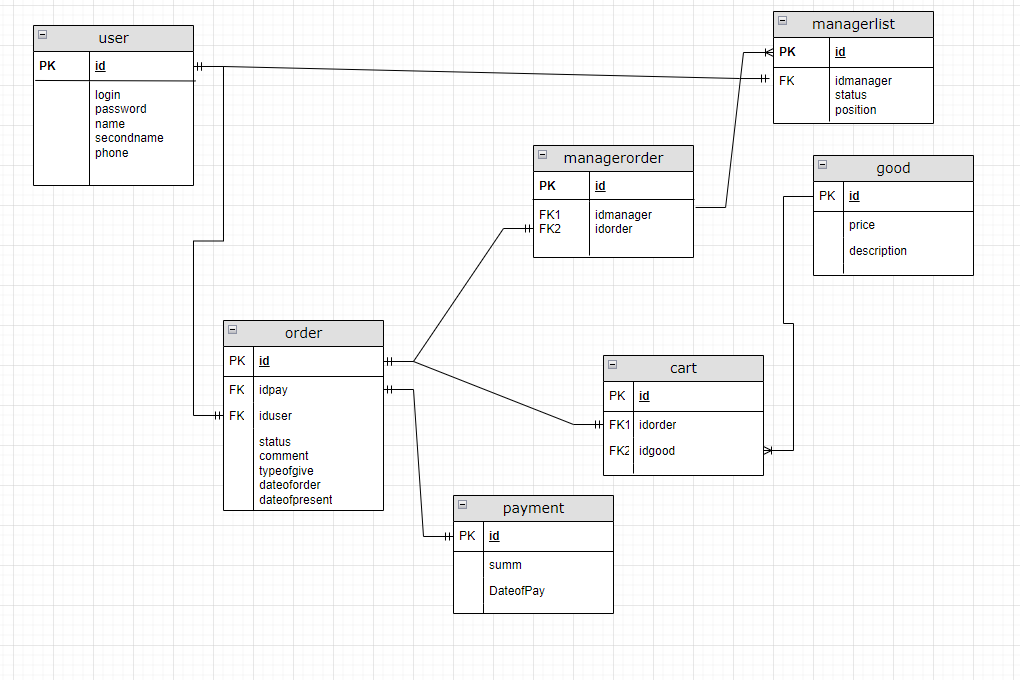 user
PK id
login
password
name
secondname
phone
managerlist
PK id
FK idmanager
status
position
managerorder
PK id
FK1 idmanager
FK2 idorder
good
PK id
price
description
order
PK id
FK idpay
FK iduser
status
comment
typeofgive
dateoforder
dateofpresent
cart
PK id
FK1 idorder
FK2 idgood
payment
PK id
summ
DateofPay